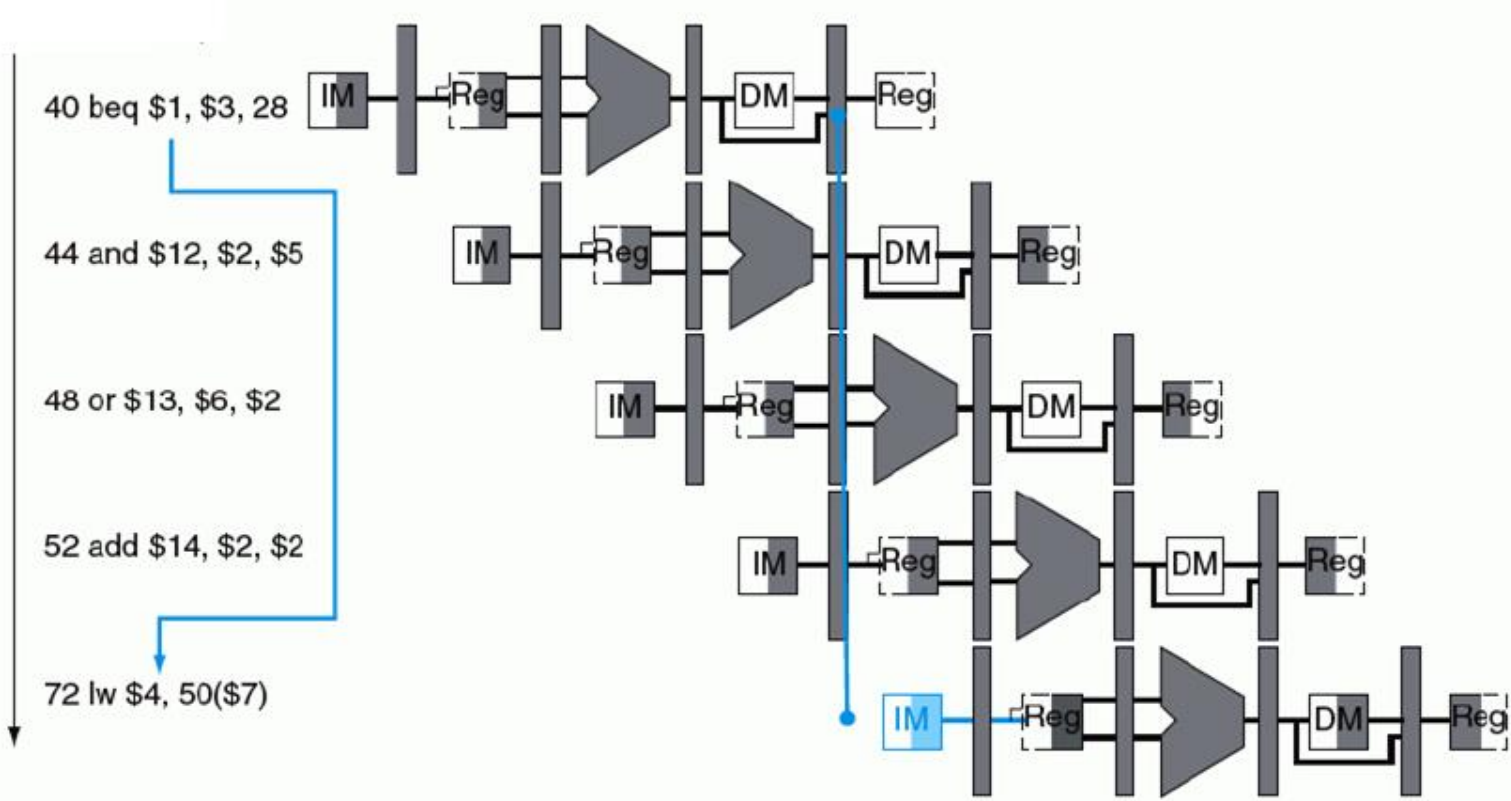 40 beq $1, $3, 28 IM Reg DM Reg
44 and $12, $2, $5 IM Reg DM Reg
48 or $13, $6, $2 IM Reg DM Reg
52 add $14, $2, $2 IM Reg DM Reg
72 lw $4, 50($7) IM Reg DM Reg